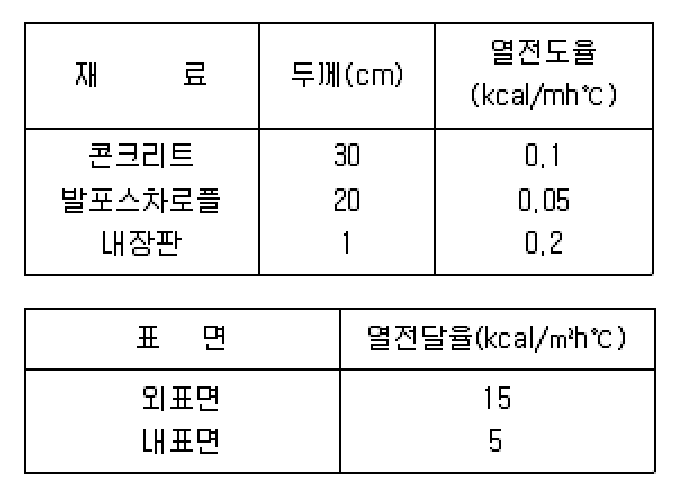 재 료 두께(cm) 열전도율
(kcal/mh℃)
콘크리트 30 0.1
발포스차로폴 20 0.05
내장판 1 0.2
표 면 열전달율(kcal/㎡h℃)
외표면 15
내표면 5